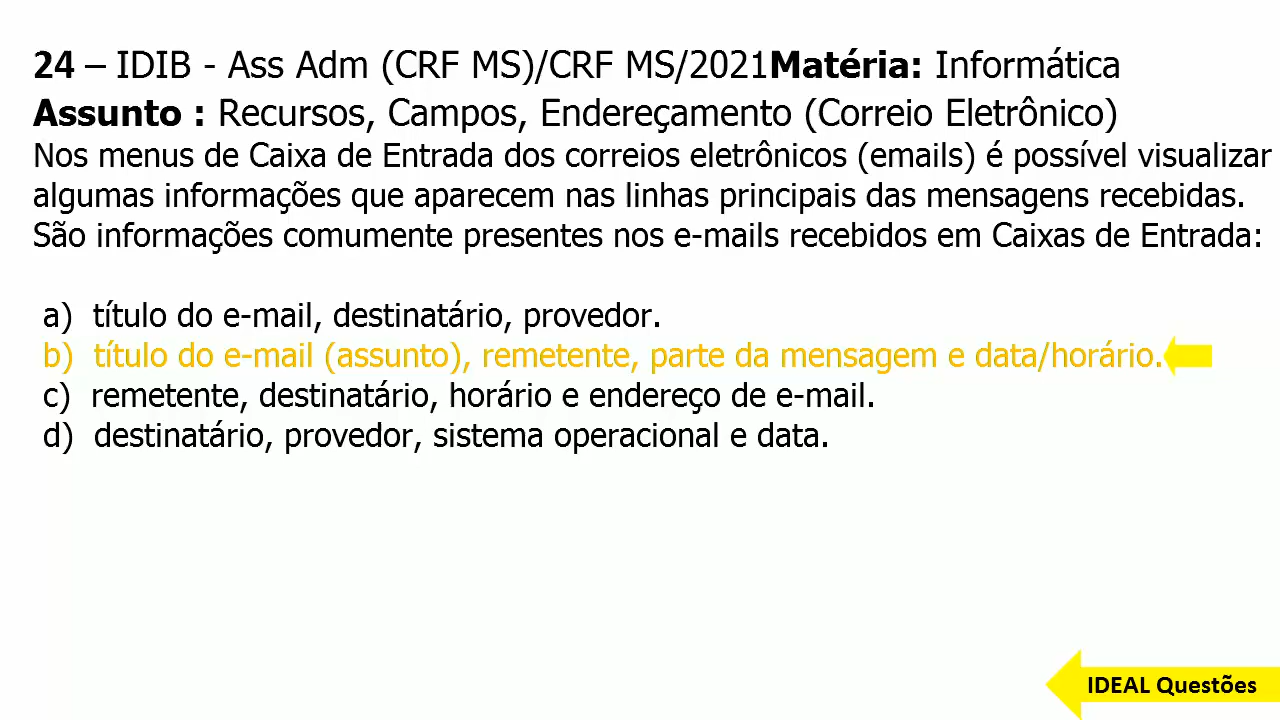 24 – IDIB - Ass Adm (CRF MS)/CRF MS/2021Matéria: Informática
Assunto : Recursos, Campos, Endereçamento (Correio Eletrônico)
Nos menus de Caixa de Entrada dos correios eletrônicos (emails) é possível visualizar
algumas informações que aparecem nas linhas principais das mensagens recebidas.
São informações comumente presentes nos e-mails recebidos em Caixas de Entrada:
a) título do e-mail, destinatário, provedor.
b) título do e-mail (assunto), remetente, parte da mensagem e data/horário.
c) remetente, destinatário, horário e endereço de e-mail.
d) destinatário, provedor, sistema operacional e data.
IDEAL Questões